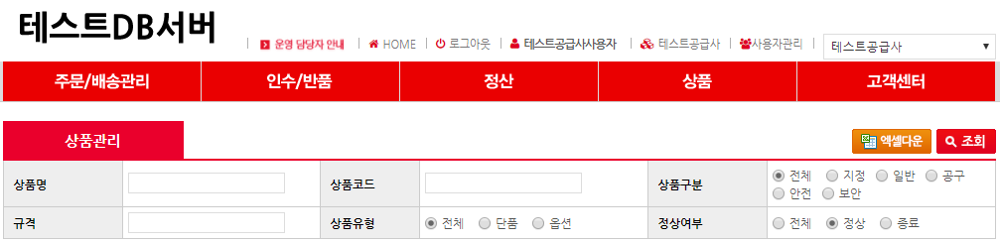 테스트DB서버
운영 담당자 안내 HOME 로그아웃 테스트공급사사용자 테스트공급사 사용자관리 테스트공급사
주문/배송관리 인수/반품 정산 상품 고객센터
상품관리 엑셀다운 조회
상품명 상품코드 상품구분 전체 지정 일반 공구
안전 보안
규격 상품유형 전체 단품 옵션 정상여부 전체 정상 종료